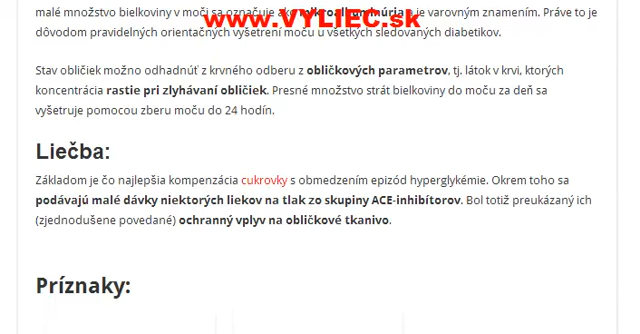 malé množstvo bielkoviny v moči sa označuje ako mikroalbuminúria a je varovným znamením. Práve to je
www.VYLIEC.sk
dôvodom pravidelných orientačných vyšetrení moču u všetkých sledovaných diabetikov.
Stav obličiek možno odhadnúť z krvného odberu z obličkových parametrov, tj. látok v krvi, ktorých
koncentrácia rastie pri zlyhávaní obličiek. Presné množstvo strát bielkoviny do moču za deň sa
vyšetruje pomocou zberu moču do 24 hodín.
Liečba:
Základom je čo najlepšia kompenzácia cukrovky s obmedzením epizód hyperglykémie. Okrem toho sa
podávajú malé dávky niektorých liekov na tlak zo skupiny ACE-inhibítorov. Bol totiž preukázaný ich
(zjednodušene povedané) ochranný vplyv na obličkové tkanivo.
Príznaky: